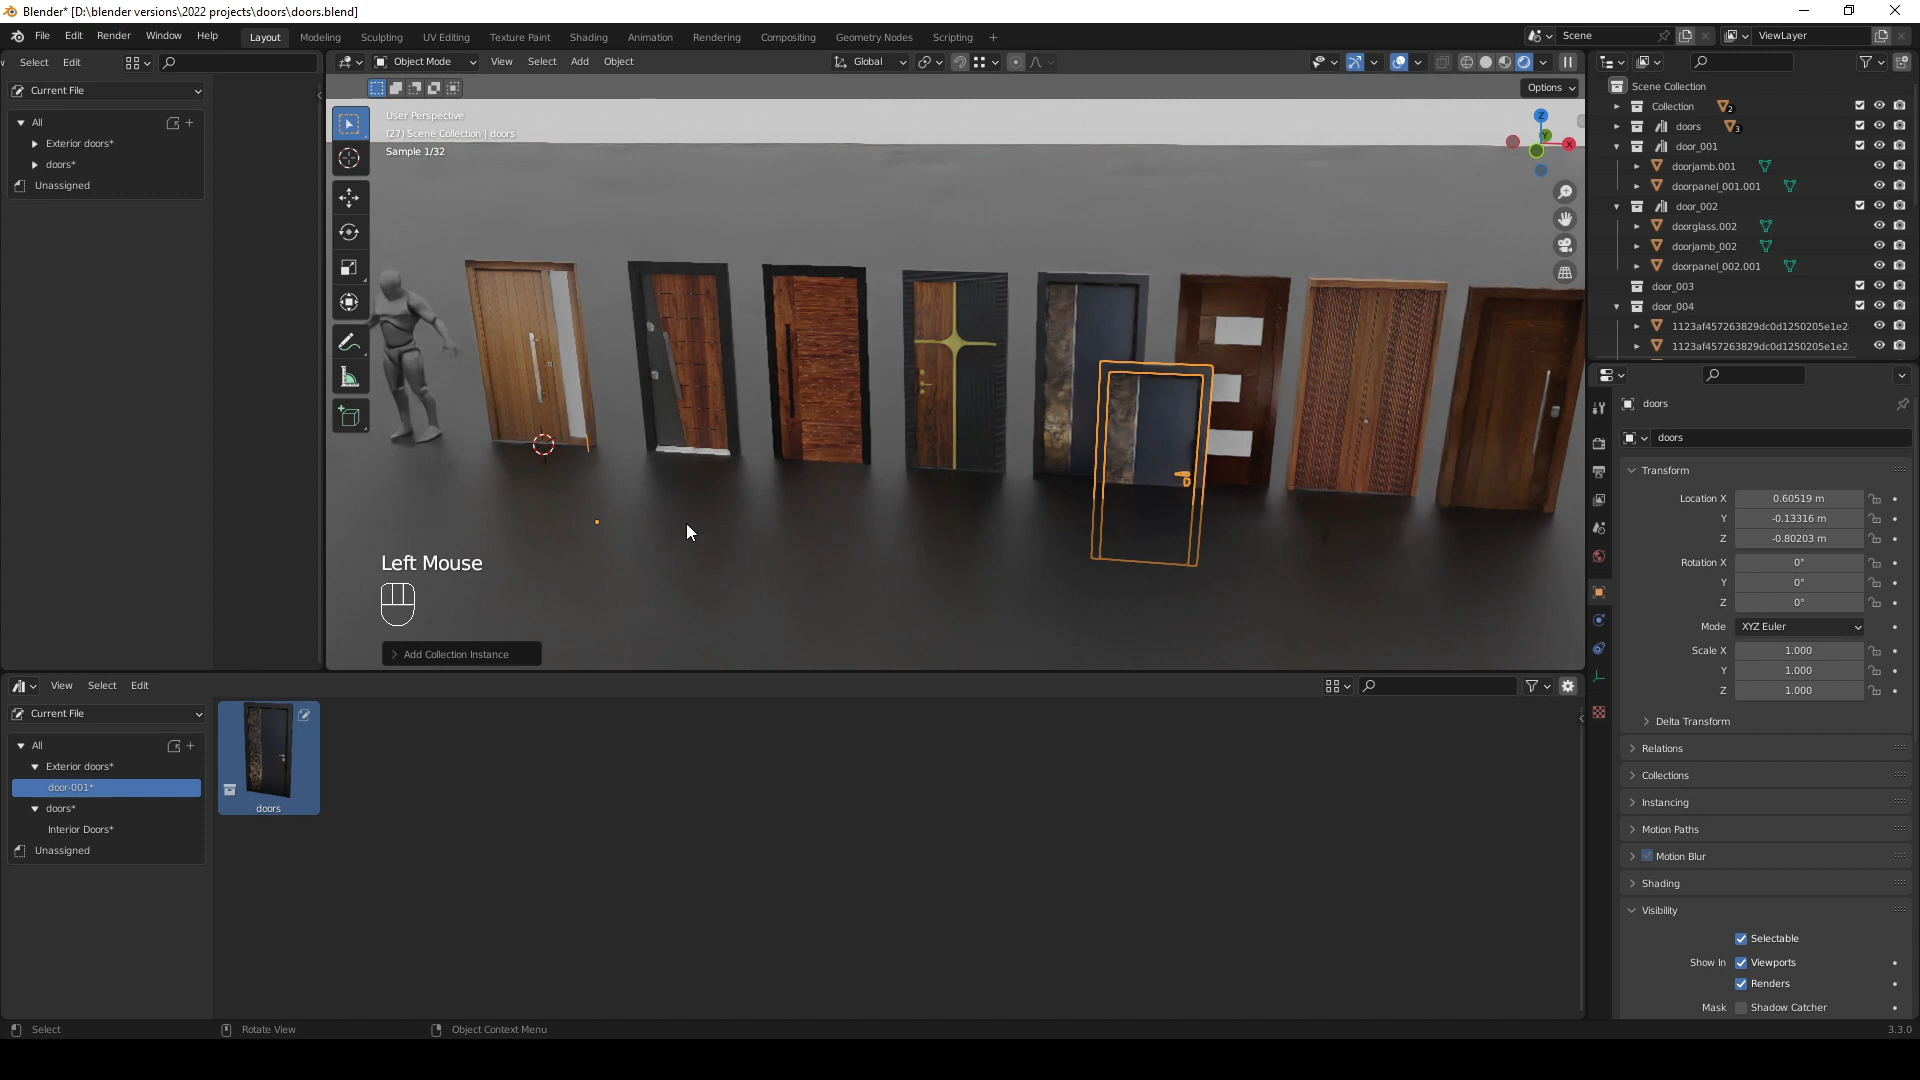 Blender* [D:\blender versions\2022 projects\doors\doors.blend]
File Edit Render Window Help Layout Modeling Sculpting UV Editing Texture Paint Shading Animation Rendering Compositing Geometry Nodes Scripting + Scene ViewLayer
Select Edit
Object Mode View Select Add Object Global
Options
Current File
All
Exterior doors*
doors*
Unassigned
User Perspective
(27) Scene Collection | doors
Sample 1/32
Z
Y
X
Left Mouse
Add Collection Instance
Scene Collection
Collection 2
doors 3
door_001
doorjamb.001
doorpanel_001.001
door_002
doorglass.002
doorjamb_002
doorpanel_002.001
door_003
door_004
1123af457263829dc0d1250205e1e2
1123af457263829dc0d1250205e1e2
doors
doors
Transform
Location X 0.60519 m
Y -0.13316 m
Z -0.80203 m
Rotation X 0°
Y 0°
Z 0°
Mode XYZ Euler
Scale X 1.000
Y 1.000
Z 1.000
Delta Transform
Relations
Collections
Instancing
Motion Paths
Motion Blur
Shading
Visibility
Selectable
Show In Viewports
Renders
Mask Shadow Catcher
View Select Edit
Current File
All
Exterior doors*
door-001*
doors*
Interior Doors*
Unassigned
doors
Select Rotate View Object Context Menu 3.3.0